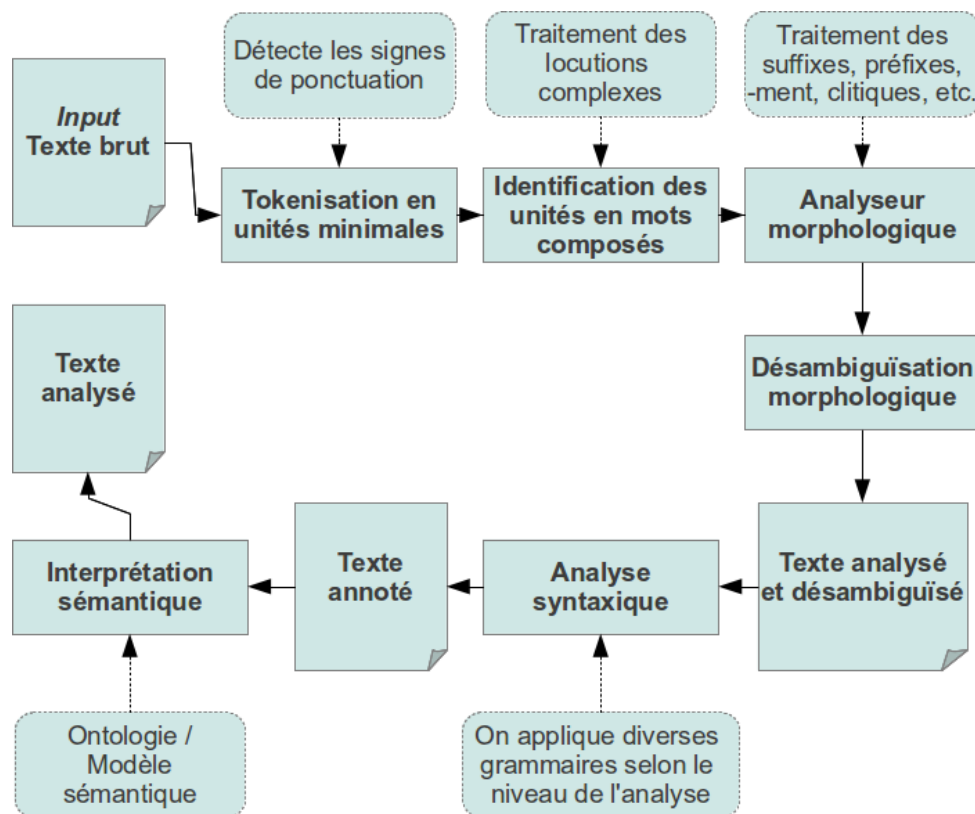 Détecte les signes
de ponctuation
Traitement des
locutions
complexes
Traitement des
suffixes, préfixes,
-ment, clitiques, etc.
Input
Texte brut
Tokenisation en
unités minimales
Identification des
unités en mots
composés
Analyseur
morphologique
Désambiguïsation
morphologique
Texte analysé
et désambiguïsé
Analyse
syntaxique
On applique diverses
grammaires selon le
niveau de l'analyse
Texte
annoté
Interprétation
sémantique
Ontologie /
Modèle
sémantique
Texte
analysé